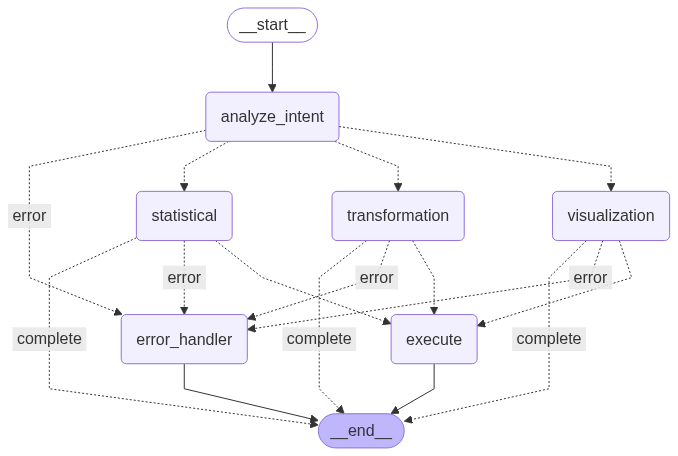 __start__
analyze_intent
error
statistical
transformation
visualization
error
error
error
complete
error_handler
complete
execute
complete
__end__